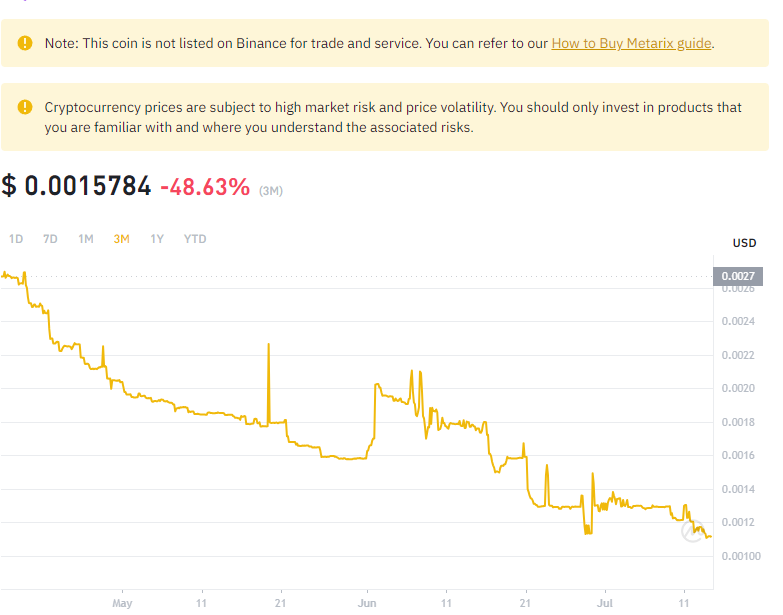 Note: This coin is not listed on Binance for trade and service. You can refer to our How to Buy Metarix guide.
Cryptocurrency prices are subject to high market risk and price volatility. You should only invest in products that
you are familiar with and where you understand the associated risks.
$ 0.0015784 -48.63% (3M)
1D 7D 1M 3M 1Y YTD
USD
0.0027
0.0026
0.0024
0.0022
0.0020
0.0018
0.0016
0.0014
0.0012
0.00100
May 11 21 Jun 11 21 Jul 11